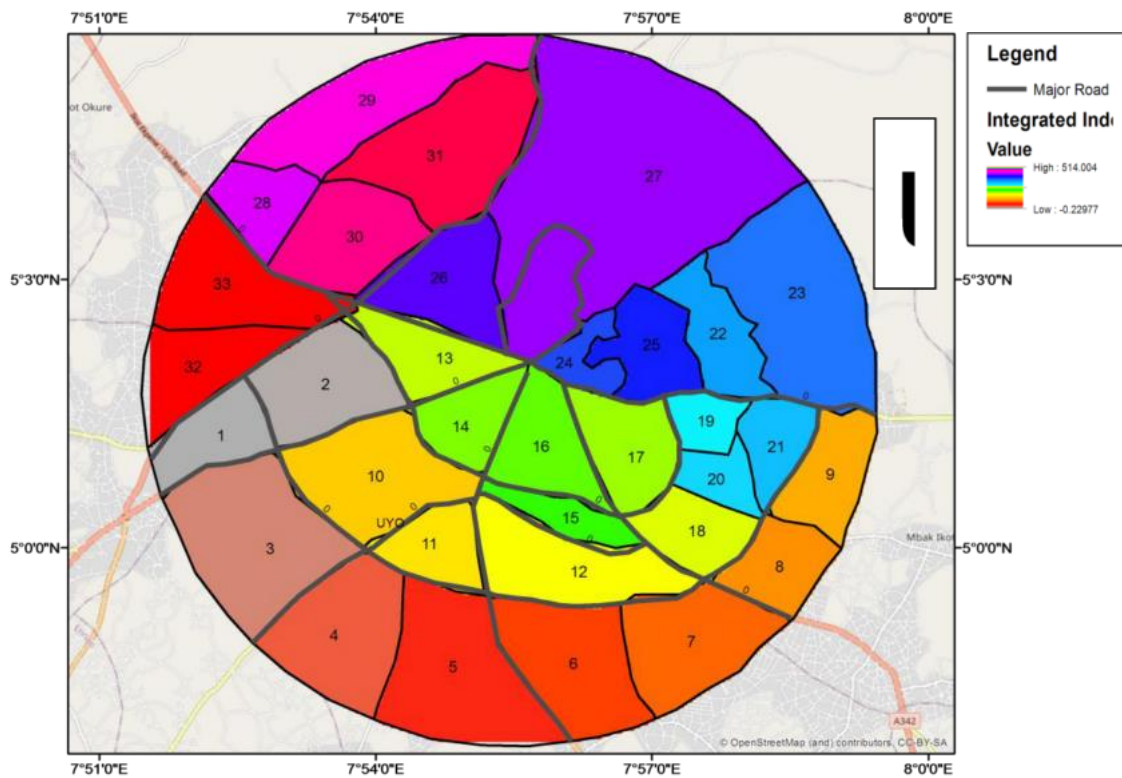 7°51'0"E 7°54'0"E 7°57'0"E 8°0'0"E
Legend
Major Road
Integrated Inde
Value
High : 514.004
Low : -0.22977
ot Okure
29
31
27
28
30
5°3'0"N 5°3'0"N
33
26
23
22
25
24
32
13
2
1
14
16
17
19
21
20
9
10
UYO
15
18
11
12
3
8
5°0'0"N 5°0'0"N
Mbak Ikot
4
5
6
7
A342
© OpenStreetMap (and) contributors, CC-BY-SA
7°51'0"E 7°54'0"E 7°57'0"E 8°0'0"E